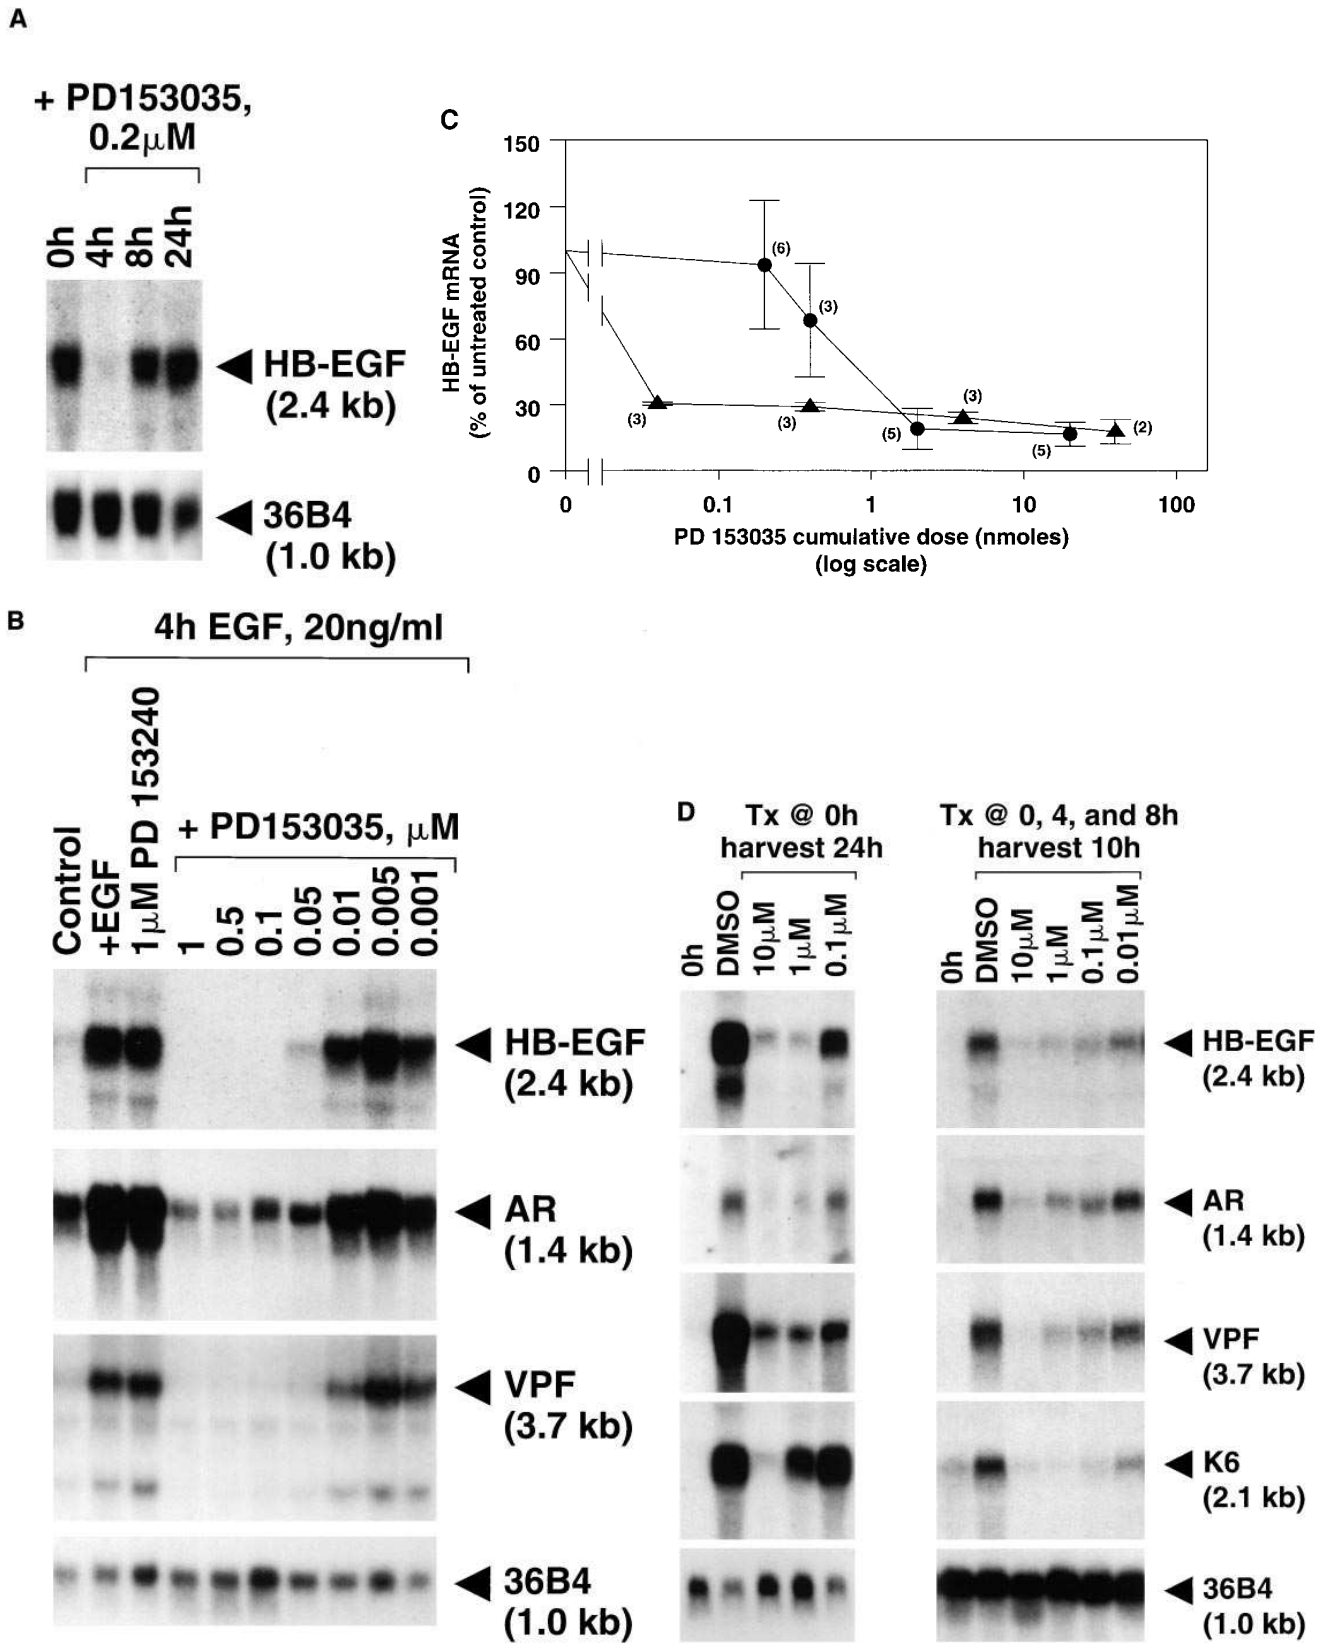 A
+ PD153035,
0.2μM
0h
4h
8h
24h
HB-EGF
(2.4 kb)
36B4
(1.0 kb)
C
HB-EGF mRNA
(% of untreated control)
150
120
90
60
30
0
(6)
(3)
(3)
(3)
(3)
(2)
(5)
(5)
0
0.1
1
10
100
PD 153035 cumulative dose (nmoles)
(log scale)
B
4h EGF, 20ng/ml
Control
+EGF
1μM PD 153240
+ PD153035, μM
1
0.5
0.1
0.05
0.01
0.005
0.001
HB-EGF
(2.4 kb)
AR
(1.4 kb)
VPF
(3.7 kb)
36B4
(1.0 kb)
D
Tx @ 0h
harvest 24h
0h
DMSO
10μM
1μM
0.1μM
Tx @ 0, 4, and 8h
harvest 10h
0h
DMSO
10μM
1μM
0.1μM
0.01μM
HB-EGF
(2.4 kb)
AR
(1.4 kb)
VPF
(3.7 kb)
K6
(2.1 kb)
36B4
(1.0 kb)